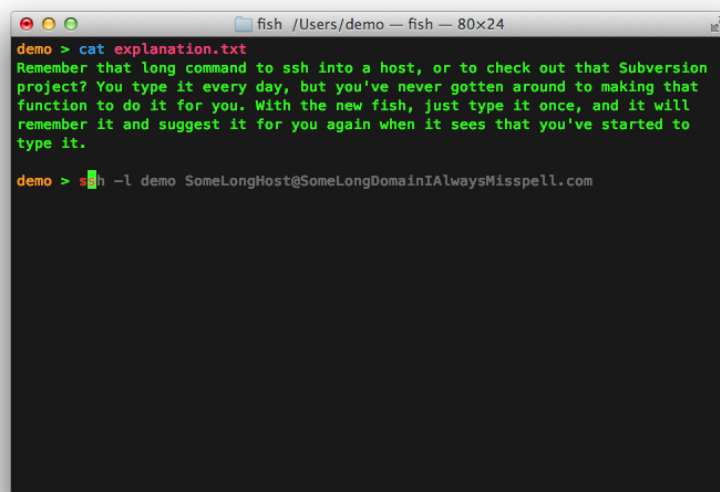 fish /Users/demo — fish — 80×24
demo > cat explanation.txt
Remember that long command to ssh into a host, or to check out that Subversion
project? You type it every day, but you've never gotten around to making that
function to do it for you. With the new fish, just type it once, and it will
remember it and suggest it for you again when it sees that you've started to
type it.
demo > ssh -l demo SomeLongHost@SomeLongDomainIAlwaysMisspell.com